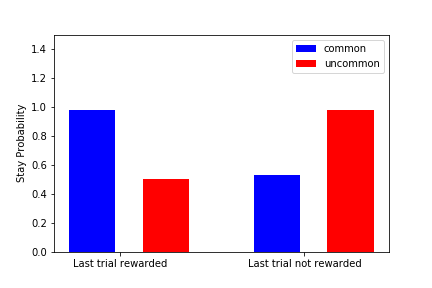 Stay Probability
1.4
1.2
1.0
0.8
0.6
0.4
0.2
0.0
common
uncommon
Last trial rewarded
Last trial not rewarded